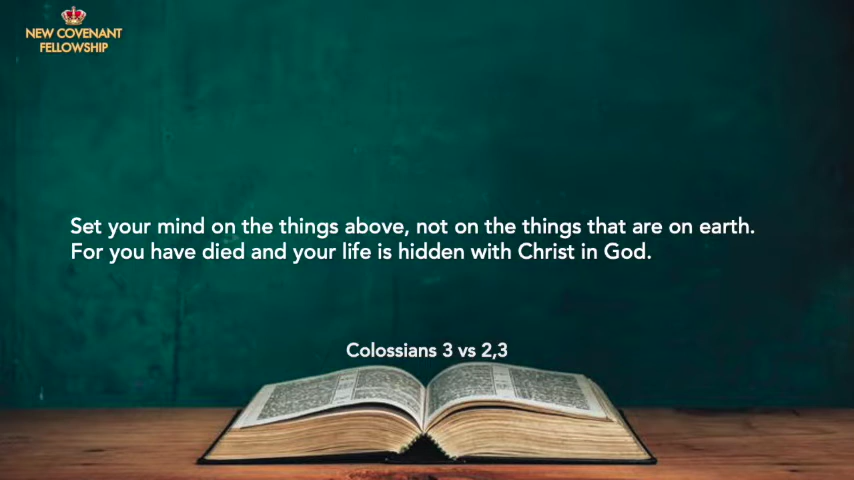 NEW COVENANT
FELLOWSHIP
Set your mind on the things above, not on the things that are on earth.
For you have died and your life is hidden with Christ in God.
Colossians 3 vs 2,3